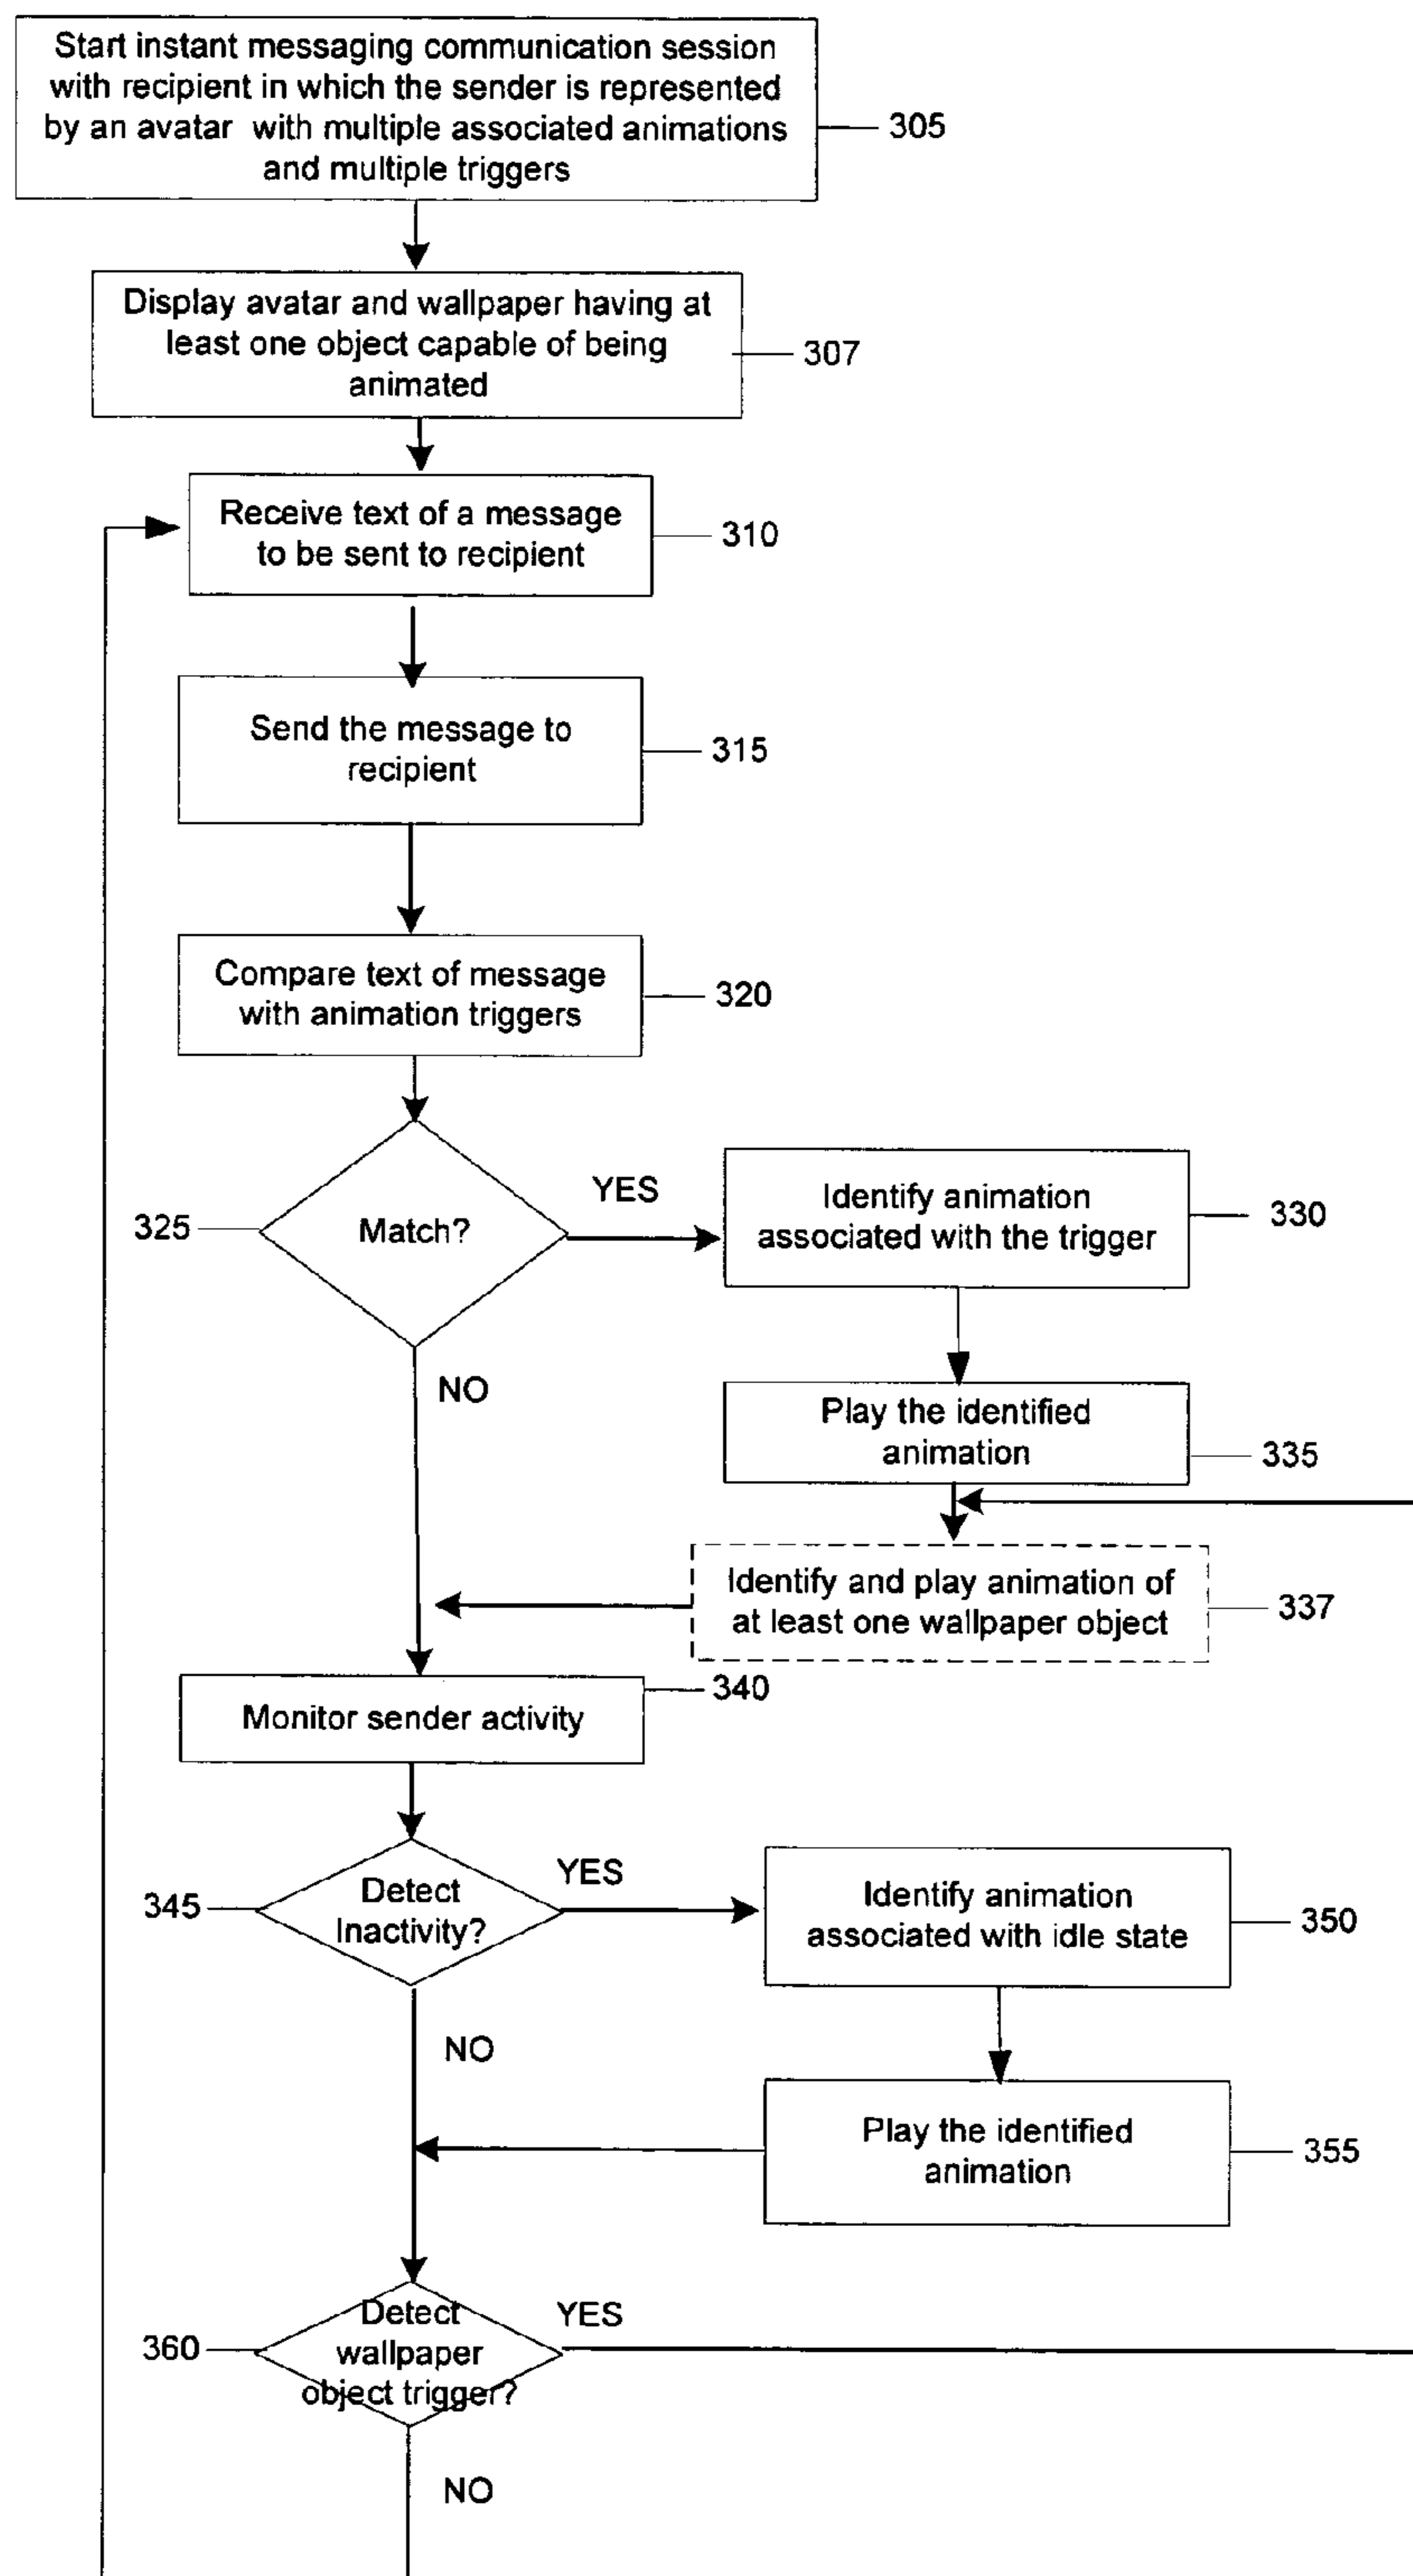 Start instant messaging communication session
with recipient in which the sender is represented
by an avatar with multiple associated animations
and multiple triggers
305
Display avatar and wallpaper having at
least one object capable of being
animated
307
Receive text of a message
to be sent to recipient
310
Send the message to
recipient
315
Compare text of message
with animation triggers
320
325
Match?
YES
Identify animation
associated with the trigger
330
NO
Play the identified
animation
335
Identify and play animation of
at least one wallpaper object
337
Monitor sender activity
340
345
Detect
Inactivity?
YES
Identify animation
associated with idle state
350
NO
Play the identified
animation
355
360
Detect
wallpaper
object trigger?
YES
NO